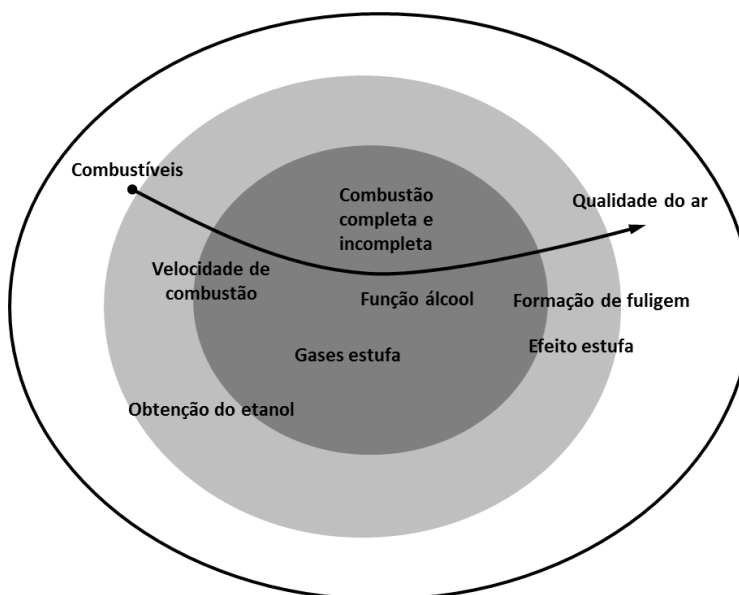 Combustíveis
Combustão
completa e
incompleta
Qualidade do ar
Velocidade de
combustão
Função álcool
Formação de fuligem
Gases estufa
Efeito estufa
Obtenção do etanol